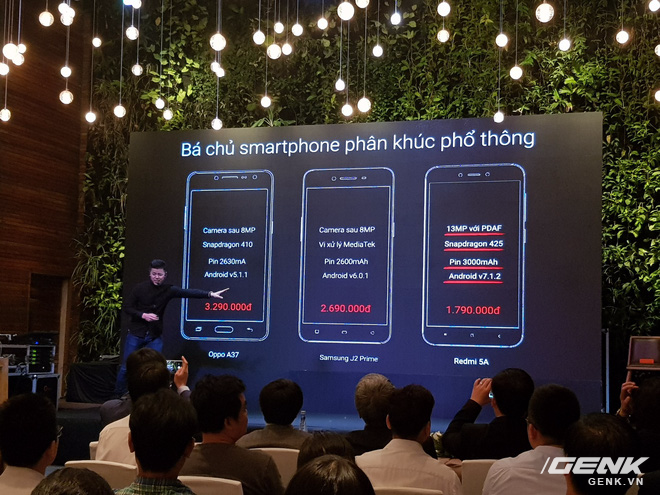 Bá chủ smartphone phân khúc phổ thông
Camera sau 8MP
Snapdragon 410
Pin 2630mA
Android v5.1.1
3.290.000đ
Oppo A37
Camera sau 8MP
Vi xử lý MediaTek
Pin 2600mAh
Android v6.0.1
2.690.000đ
Samsung J2 Prime
13MP với PDAF
Snapdragon 425
Pin 3000mAh
Android v7.1.2
1.790.000đ
Redmi 5A
GENK
GENK.VN